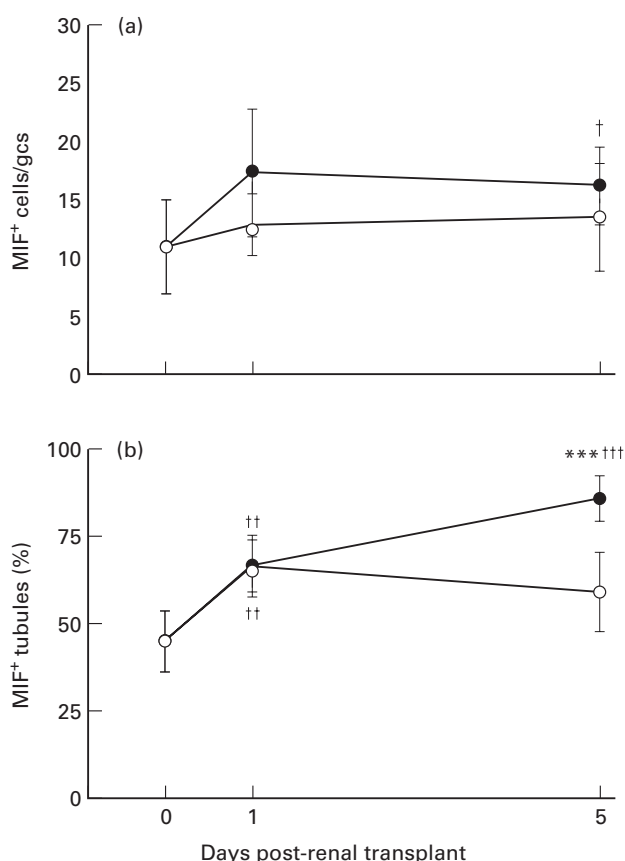 (a)
30
25
20
15
10
5
0
MIF⁺ cells/gcs
†
(b)
100
75
50
25
0
MIF⁺ tubules (%)
††
††
***†††
0 1 5
Days post-renal transplant